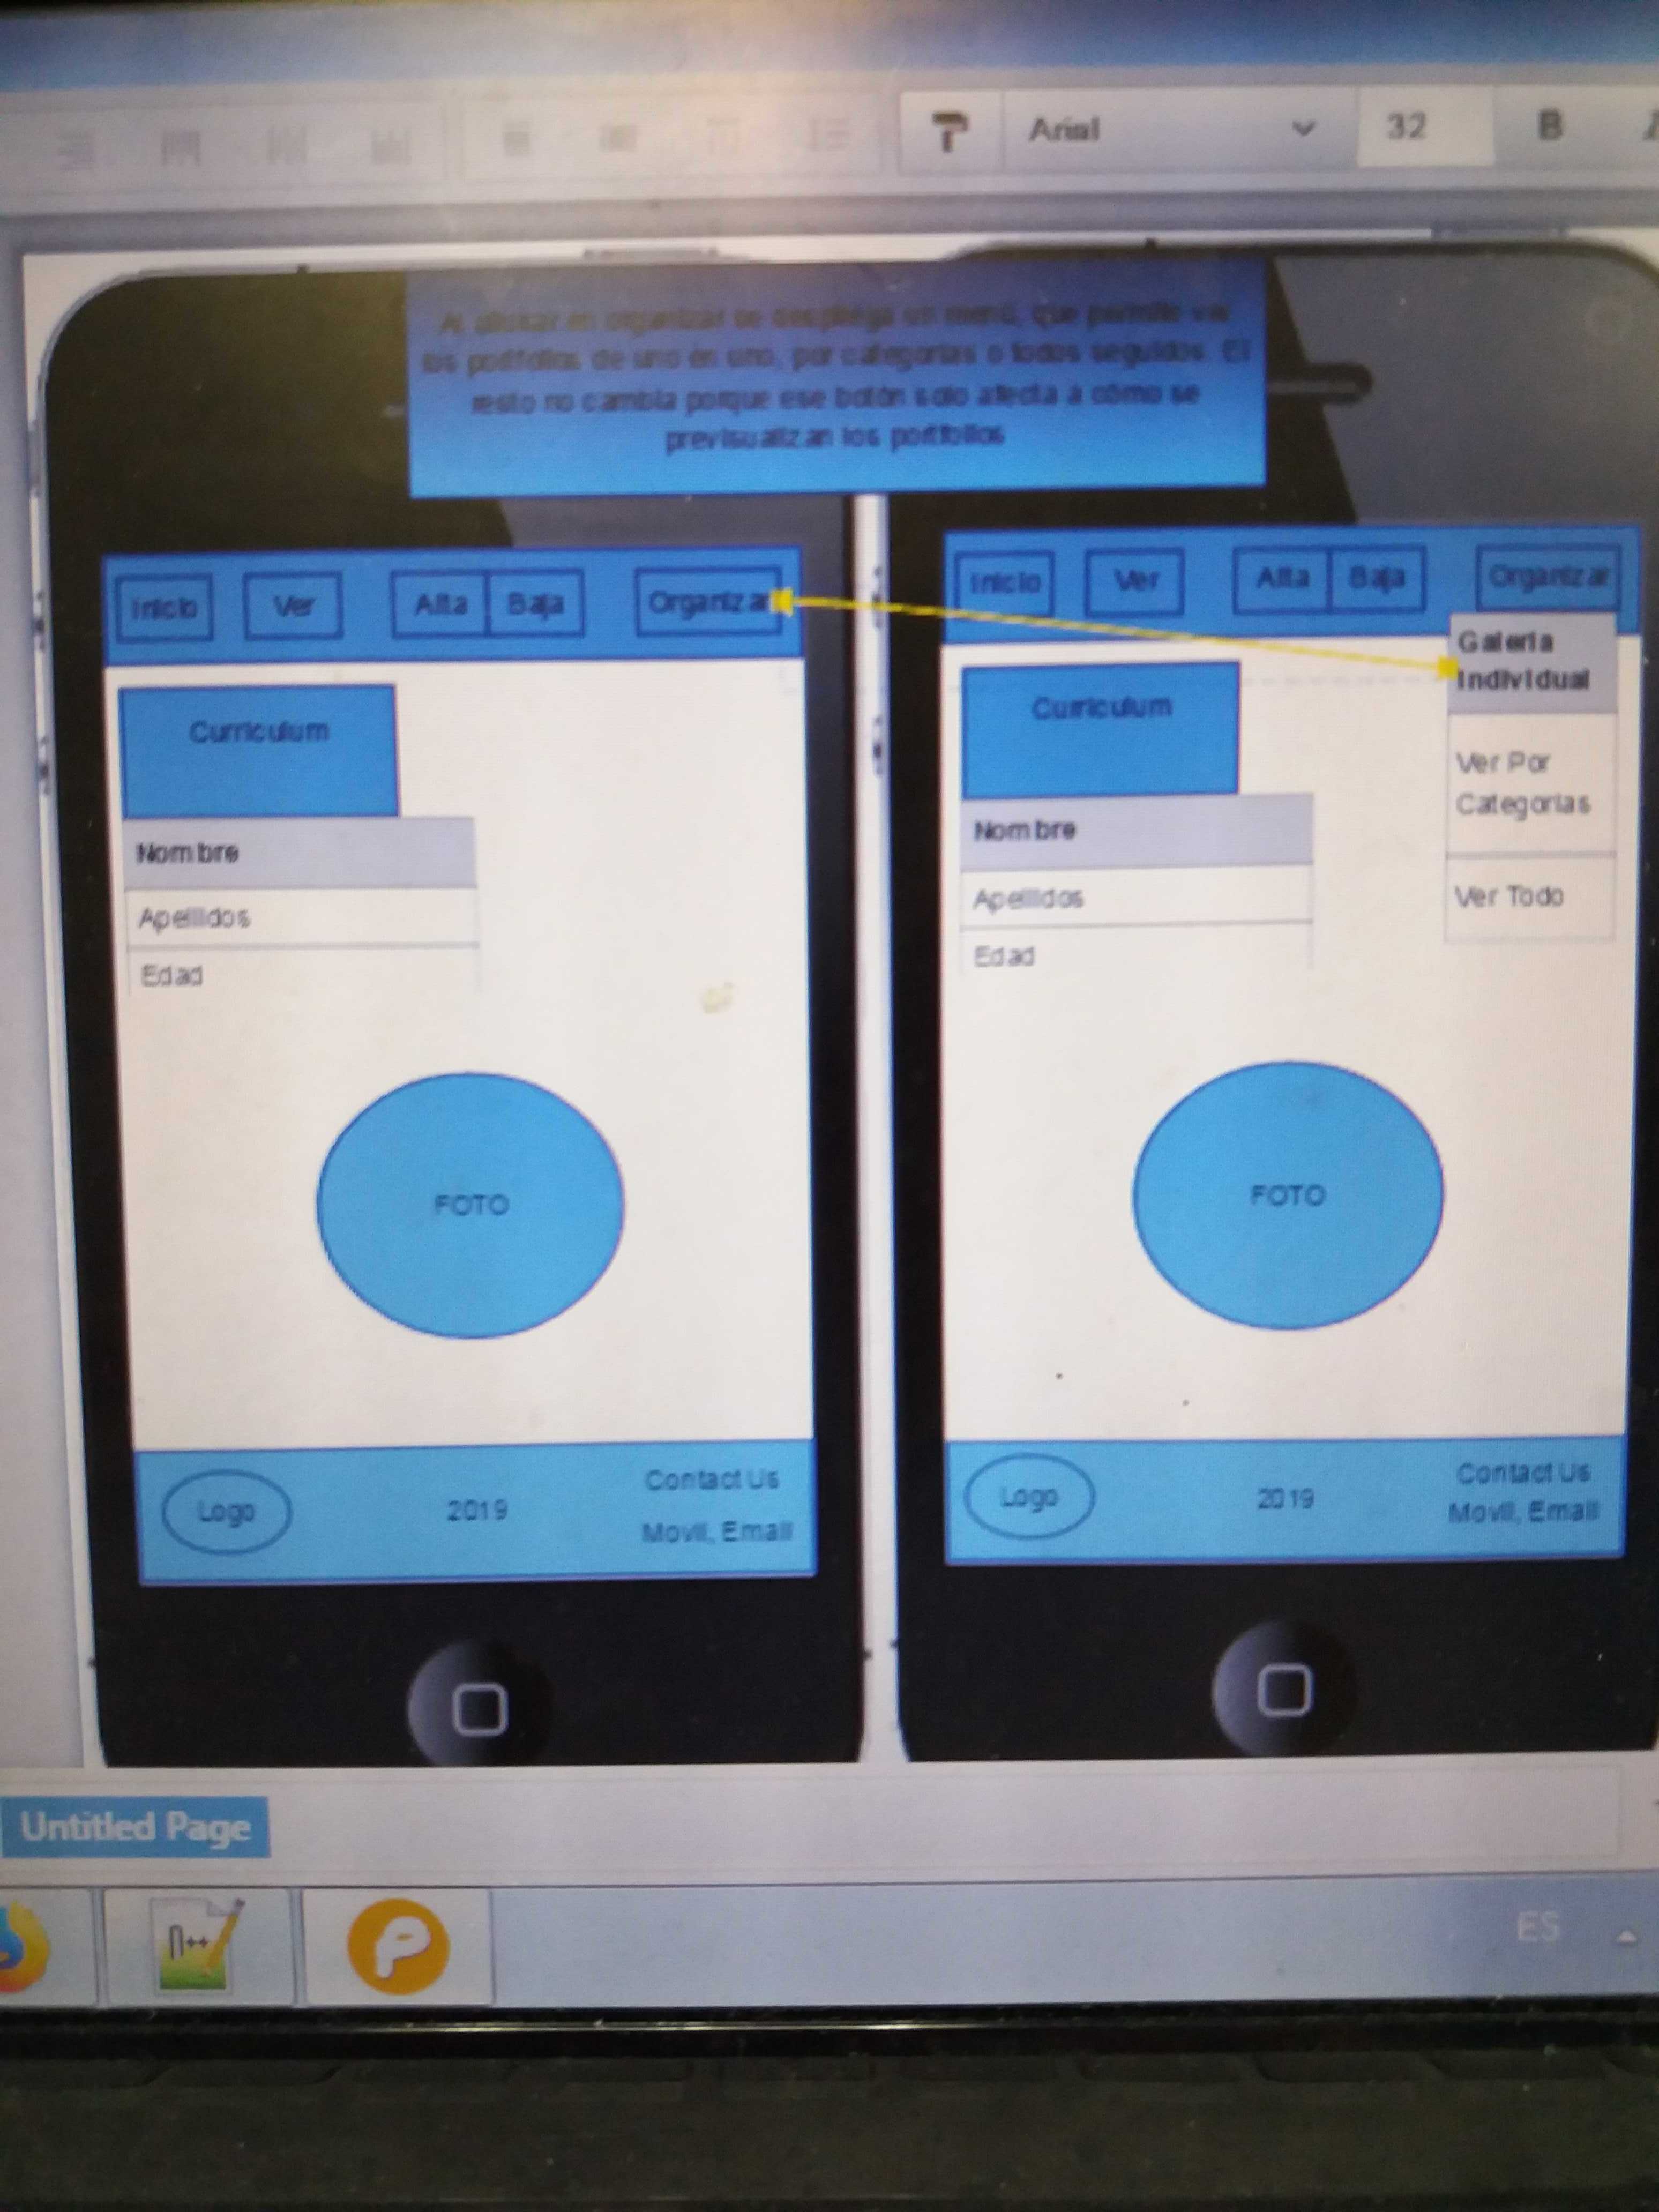 Arial
32
B
Al clickar en organizar se despliega un menú, que permite ver
los portfolios de uno en uno, por categorias o todos seguidos. El
resto no cambia porque ese botón solo afecta a cómo se
previsualizan los portfolios
Inicio
Ver
Alta
Baja
Organizar
Curriculum
Nombre
Apellidos
Edad
FOTO
Logo
2019
Contact Us
Movil, Email
Inicio
Ver
Alta
Baja
Organizar
Galeria
Individual
Ver Por
Categorias
Ver Todo
Curriculum
Nombre
Apellidos
Edad
FOTO
Logo
2019
Contact Us
Movil, Email
Untitled Page
n++
P
ES